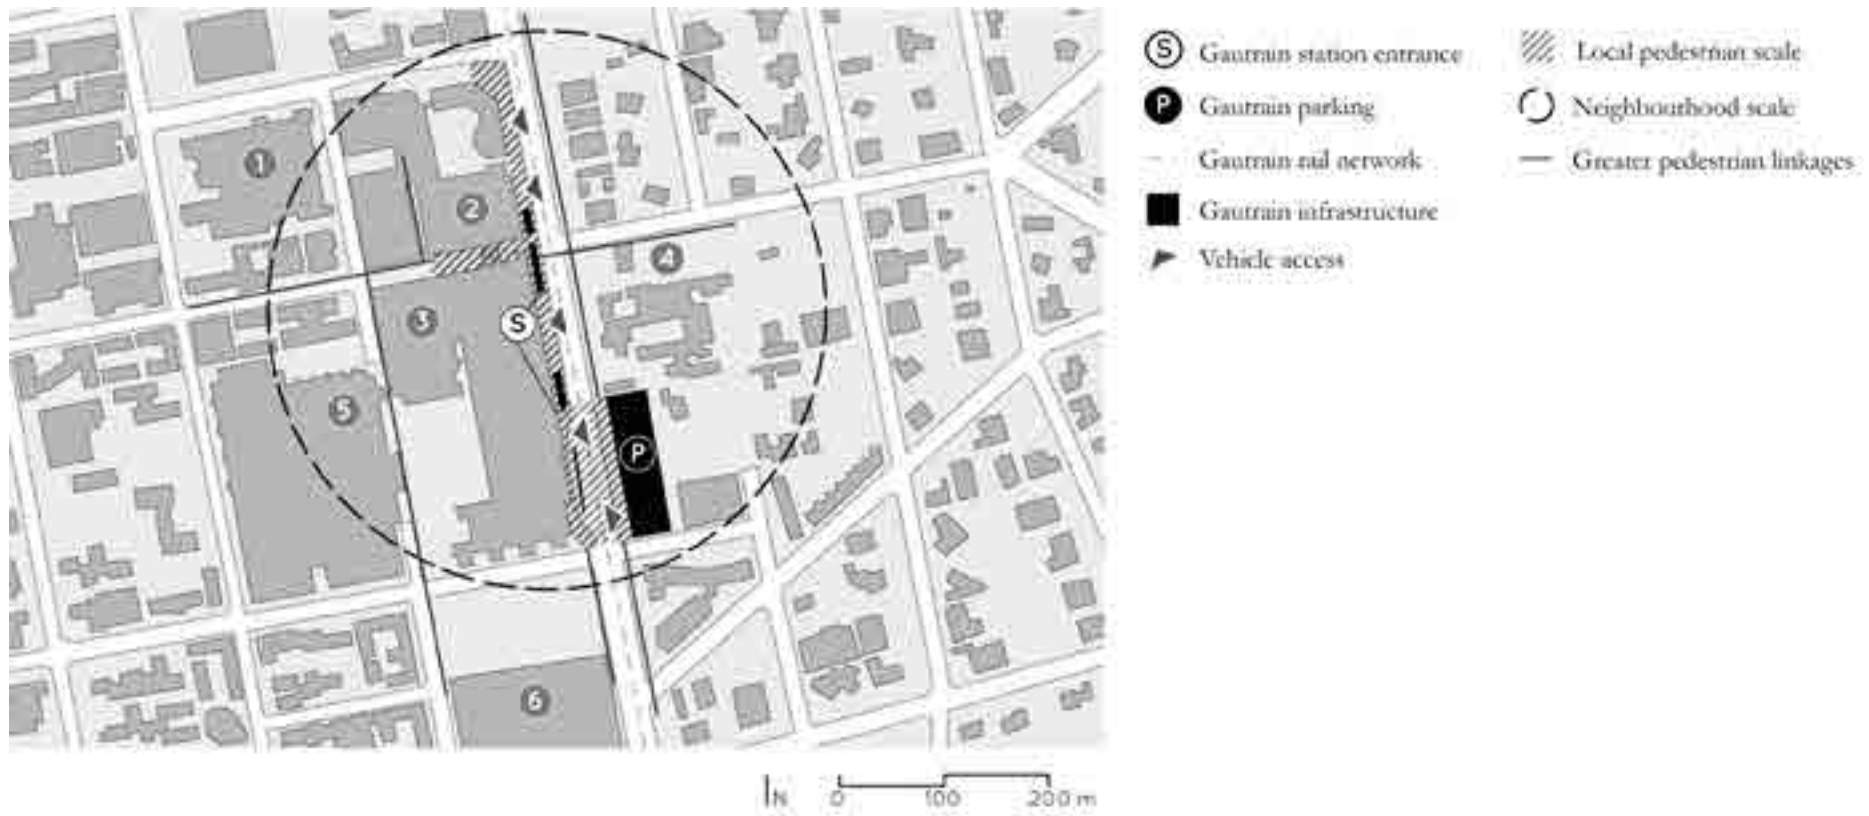 S Gautrain station entrance
P Gautrain parking
Gautrain rail network
Gautrain infrastructure
Vehicle access
Local pedestrian scale
Neighbourhood scale
Greater pedestrian linkages
1
2
4
3
S
5
P
6
N 0 100 200 m